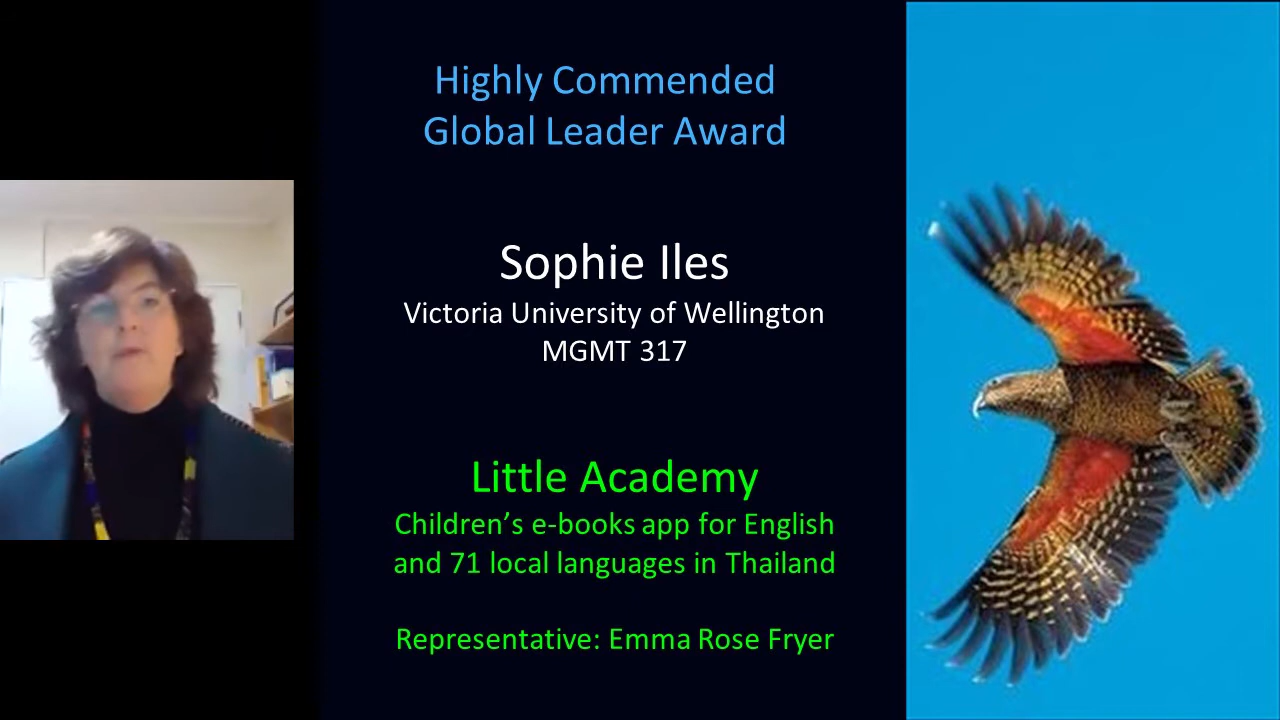 Highly Commended
Global Leader Award
Sophie Iles
Victoria University of Wellington
MGMT 317
Little Academy
Children’s e-books app for English
and 71 local languages in Thailand
Representative: Emma Rose Fryer